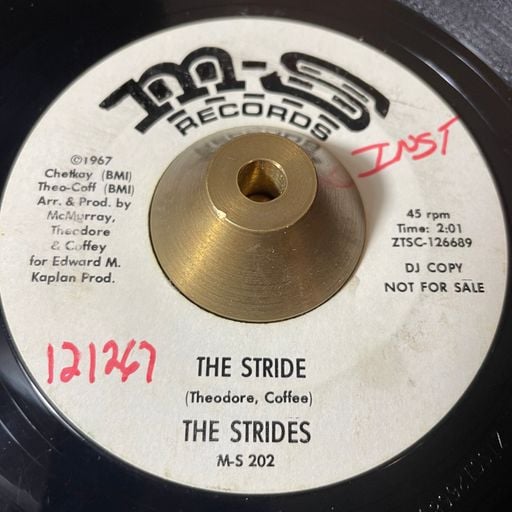 M-S
RECORDS
INST
©1967
Chetkay (BMI)
Theo-Coff (BMI)
Arr. & Prod. by
McMurray,
Theodore
& Coffey
for Edward M.
Kaplan Prod.
45 rpm
Time: 2:01
ZTSC-126689
DJ COPY
NOT FOR SALE
121267
THE STRIDE
(Theodore, Coffee)
THE STRIDES
M-S 202